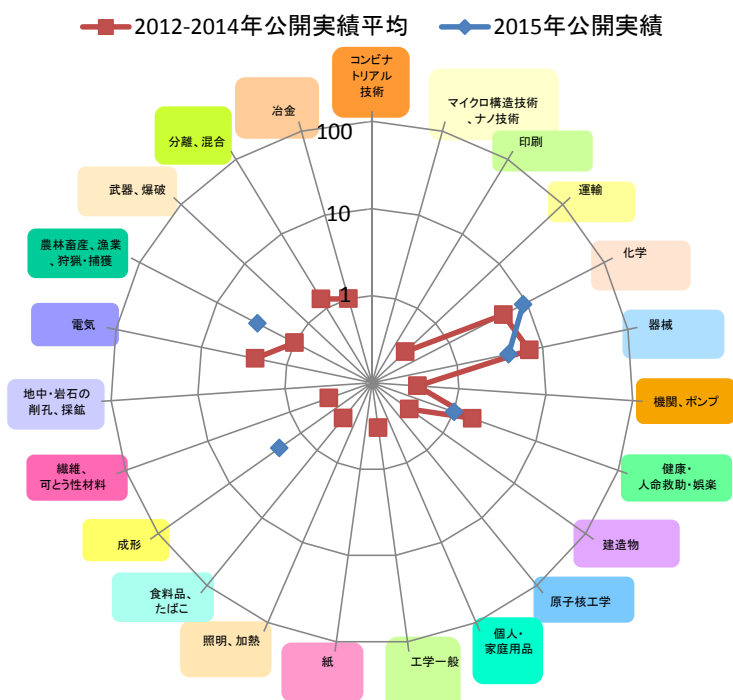 2012-2014年公開実績平均
2015年公開実績
コンビナ
トリアル
技術
マイクロ構造技術
、ナノ技術
印刷
運輸
化学
器械
機関、ポンプ
健康・
人命救助・娯楽
建造物
原子核工学
個人・
家庭用品
工学一般
紙
照明、加熱
食料品、
たばこ
成形
繊維、
可とう性材料
地中・岩石の
削孔、採鉱
電気
農林畜産、漁業
、狩猟・捕獲
武器、爆破
分離、混合
冶金
100
10
1